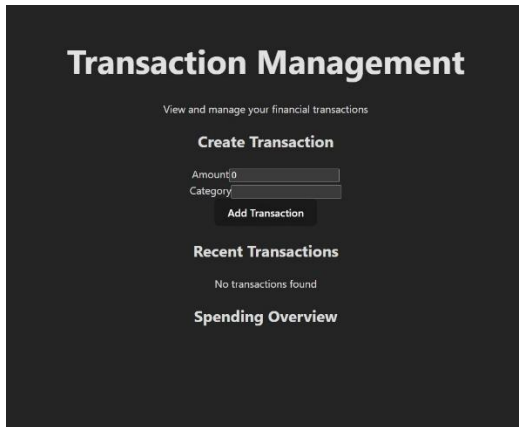 Transaction Management
View and manage your financial transactions
Create Transaction
Amount 0
Category
Add Transaction
Recent Transactions
No transactions found
Spending Overview